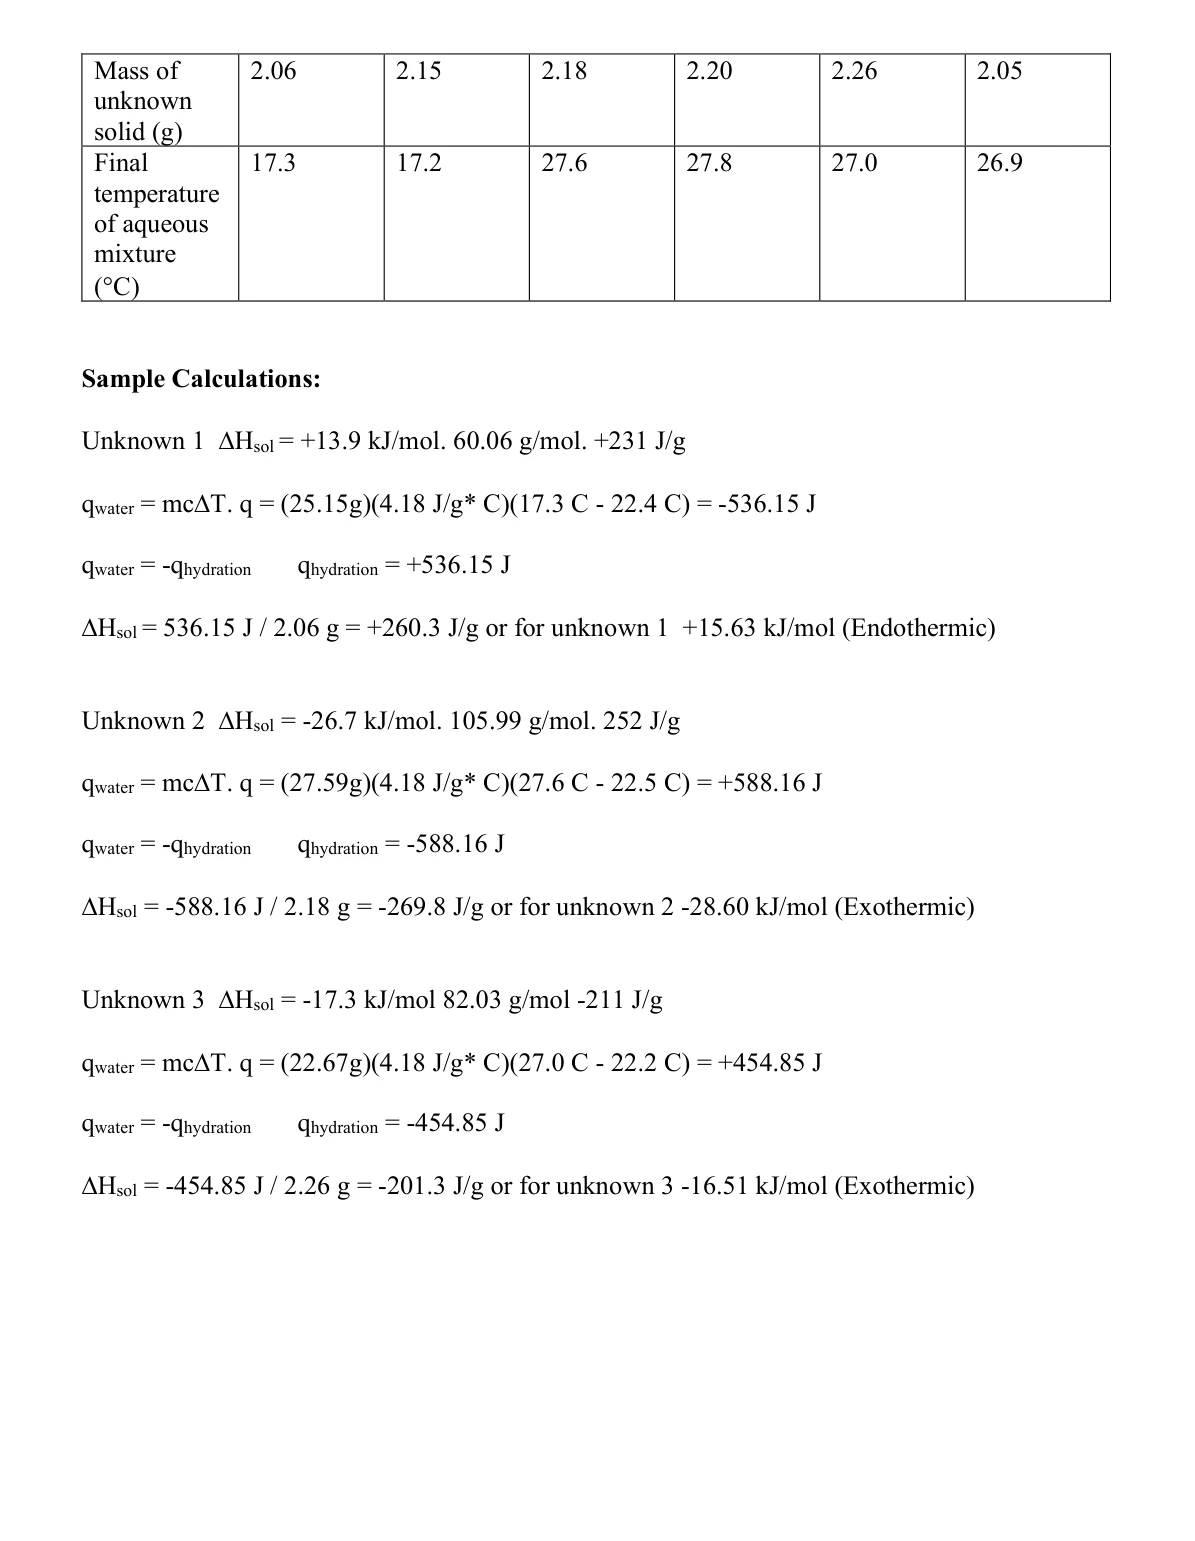 Mass of unknown solid (g) 2.06 2.15 2.18 2.20 2.26 2.05
Final temperature of aqueous mixture (°C) 17.3 17.2 27.6 27.8 27.0 26.9
Sample Calculations:
Unknown 1 ΔHsol = +13.9 kJ/mol. 60.06 g/mol. +231 J/g
qwater = mcΔT. q = (25.15g)(4.18 J/g* C)(17.3 C - 22.4 C) = -536.15 J
qwater = -qhydration qhydration = +536.15 J
ΔHsol = 536.15 J / 2.06 g = +260.3 J/g or for unknown 1 +15.63 kJ/mol (Endothermic)
Unknown 2 ΔHsol = -26.7 kJ/mol. 105.99 g/mol. 252 J/g
qwater = mcΔT. q = (27.59g)(4.18 J/g* C)(27.6 C - 22.5 C) = +588.16 J
qwater = -qhydration qhydration = -588.16 J
ΔHsol = -588.16 J / 2.18 g = -269.8 J/g or for unknown 2 -28.60 kJ/mol (Exothermic)
Unknown 3 ΔHsol = -17.3 kJ/mol 82.03 g/mol -211 J/g
qwater = mcΔT. q = (22.67g)(4.18 J/g* C)(27.0 C - 22.2 C) = +454.85 J
qwater = -qhydration qhydration = -454.85 J
ΔHsol = -454.85 J / 2.26 g = -201.3 J/g or for unknown 3 -16.51 kJ/mol (Exothermic)